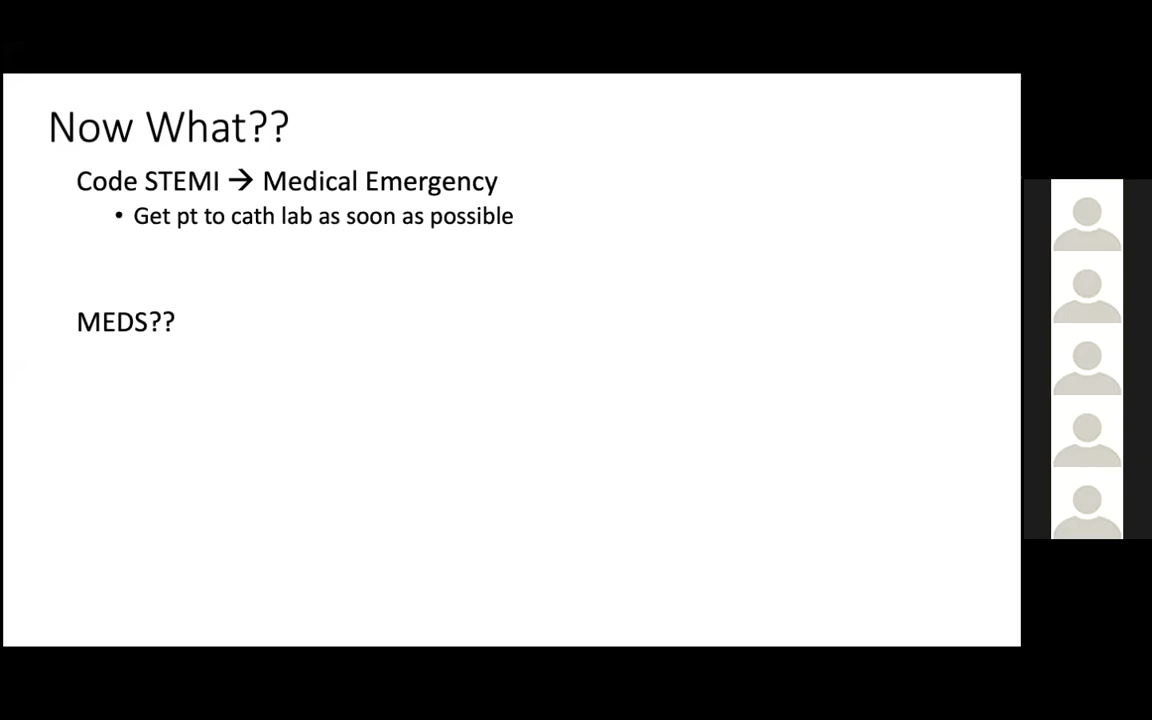 Now What??
Code STEMI → Medical Emergency
• Get pt to cath lab as soon as possible
MEDS??